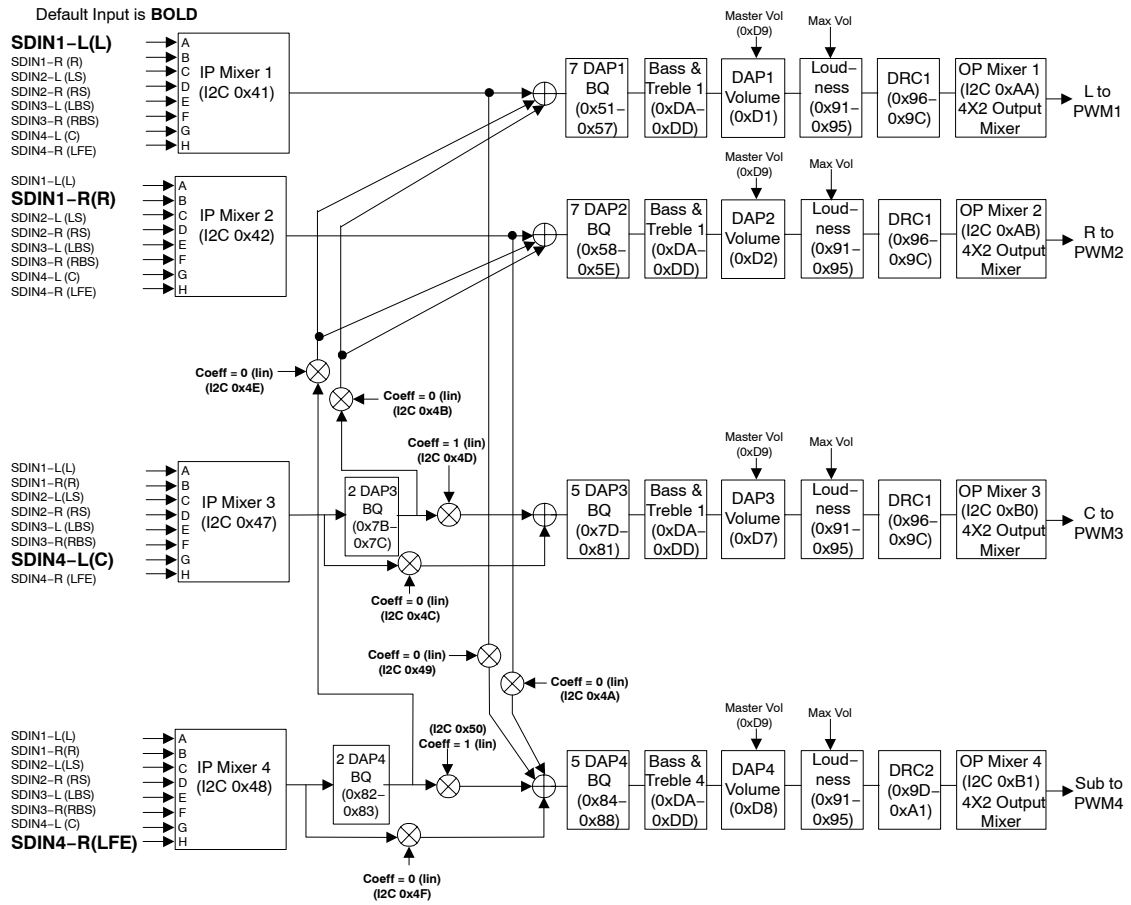 Default Input is BOLD
SDIN1–L(L)
SDIN1–R (R)
SDIN2–L (LS)
SDIN2–R (RS)
SDIN3–L (LBS)
SDIN3–R (RBS)
SDIN4–L (C)
SDIN4–R (LFE)
A
B
C
D
E
F
G
H
IP Mixer 1
(I2C 0x41)
7 DAP1
BQ
(0x51–
0x57)
Bass &
Treble 1
(0xDA–
0xDD)
Master Vol
(0xD9)
DAP1
Volume
(0xD1)
Max Vol
Loud–
ness
(0x91–
0x95)
DRC1
(0x96–
0x9C)
OP Mixer 1
(I2C 0xAA)
4X2 Output
Mixer
L to
PWM1
SDIN1–L(L)
SDIN1–R(R)
SDIN2–L (LS)
SDIN2–R (RS)
SDIN3–L (LBS)
SDIN3–R (RBS)
SDIN4–L (C)
SDIN4–R (LFE)
A
B
C
D
E
F
G
H
IP Mixer 2
(I2C 0x42)
7 DAP2
BQ
(0x58–
0x5E)
Bass &
Treble 1
(0xDA–
0xDD)
Master Vol
(0xD9)
DAP2
Volume
(0xD2)
Max Vol
Loud–
ness
(0x91–
0x95)
DRC1
(0x96–
0x9C)
OP Mixer 2
(I2C 0xAB)
4X2 Output
Mixer
R to
PWM2
Coeff = 0 (lin)
(I2C 0x4E)
Coeff = 0 (lin)
(I2C 0x4B)
Coeff = 1 (lin)
(I2C 0x4D)
SDIN1–L(L)
SDIN1–R(R)
SDIN2–L(LS)
SDIN2–R (RS)
SDIN3–L (LBS)
SDIN3–R(RBS)
SDIN4–L(C)
SDIN4–R (LFE)
A
B
C
D
E
F
G
H
IP Mixer 3
(I2C 0x47)
2 DAP3
BQ
(0x7B–
0x7C)
Coeff = 0 (lin)
(I2C 0x4C)
5 DAP3
BQ
(0x7D–
0x81)
Bass &
Treble 1
(0xDA–
0xDD)
Master Vol
(0xD9)
DAP3
Volume
(0xD7)
Max Vol
Loud–
ness
(0x91–
0x95)
DRC1
(0x96–
0x9C)
OP Mixer 3
(I2C 0xB0)
4X2 Output
Mixer
C to
PWM3
Coeff = 0 (lin)
(I2C 0x49)
Coeff = 0 (lin)
(I2C 0x4A)
(I2C 0x50)
Coeff = 1 (lin)
SDIN1–L(L)
SDIN1–R(R)
SDIN2–L(LS)
SDIN2–R (RS)
SDIN3–L (LBS)
SDIN3–R(RBS)
SDIN4–L (C)
SDIN4–R(LFE)
A
B
C
D
E
F
G
H
IP Mixer 4
(I2C 0x48)
2 DAP4
BQ
(0x82–
0x83)
Coeff = 0 (lin)
(I2C 0x4F)
5 DAP4
BQ
(0x84–
0x88)
Bass &
Treble 4
(0xDA–
0xDD)
Master Vol
(0xD9)
DAP4
Volume
(0xD8)
Max Vol
Loud–
ness
(0x91–
0x95)
DRC2
(0x9D–
0xA1)
OP Mixer 4
(I2C 0xB1)
4X2 Output
Mixer
Sub to
PWM4